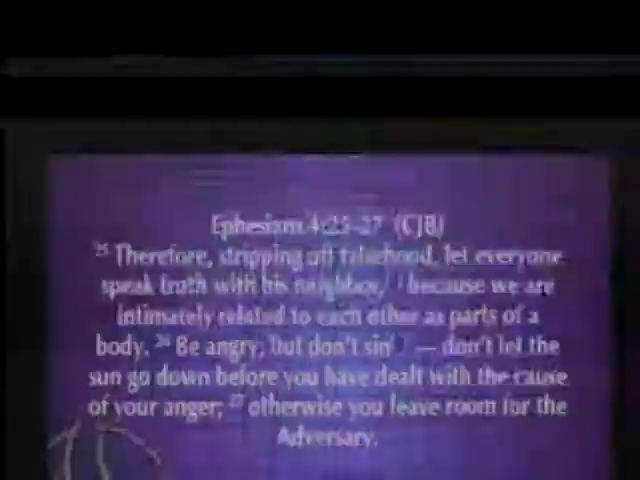 Ephesians 4:25-27 (CJB)
25 Therefore, stripping off falsehood, let everyone
speak truth with his neighbor, because we are
intimately related to each other as parts of a
body. 26 Be angry, but don't sin — don't let the
sun go down before you have dealt with the cause
of your anger; 27 otherwise you leave room for the
Adversary.